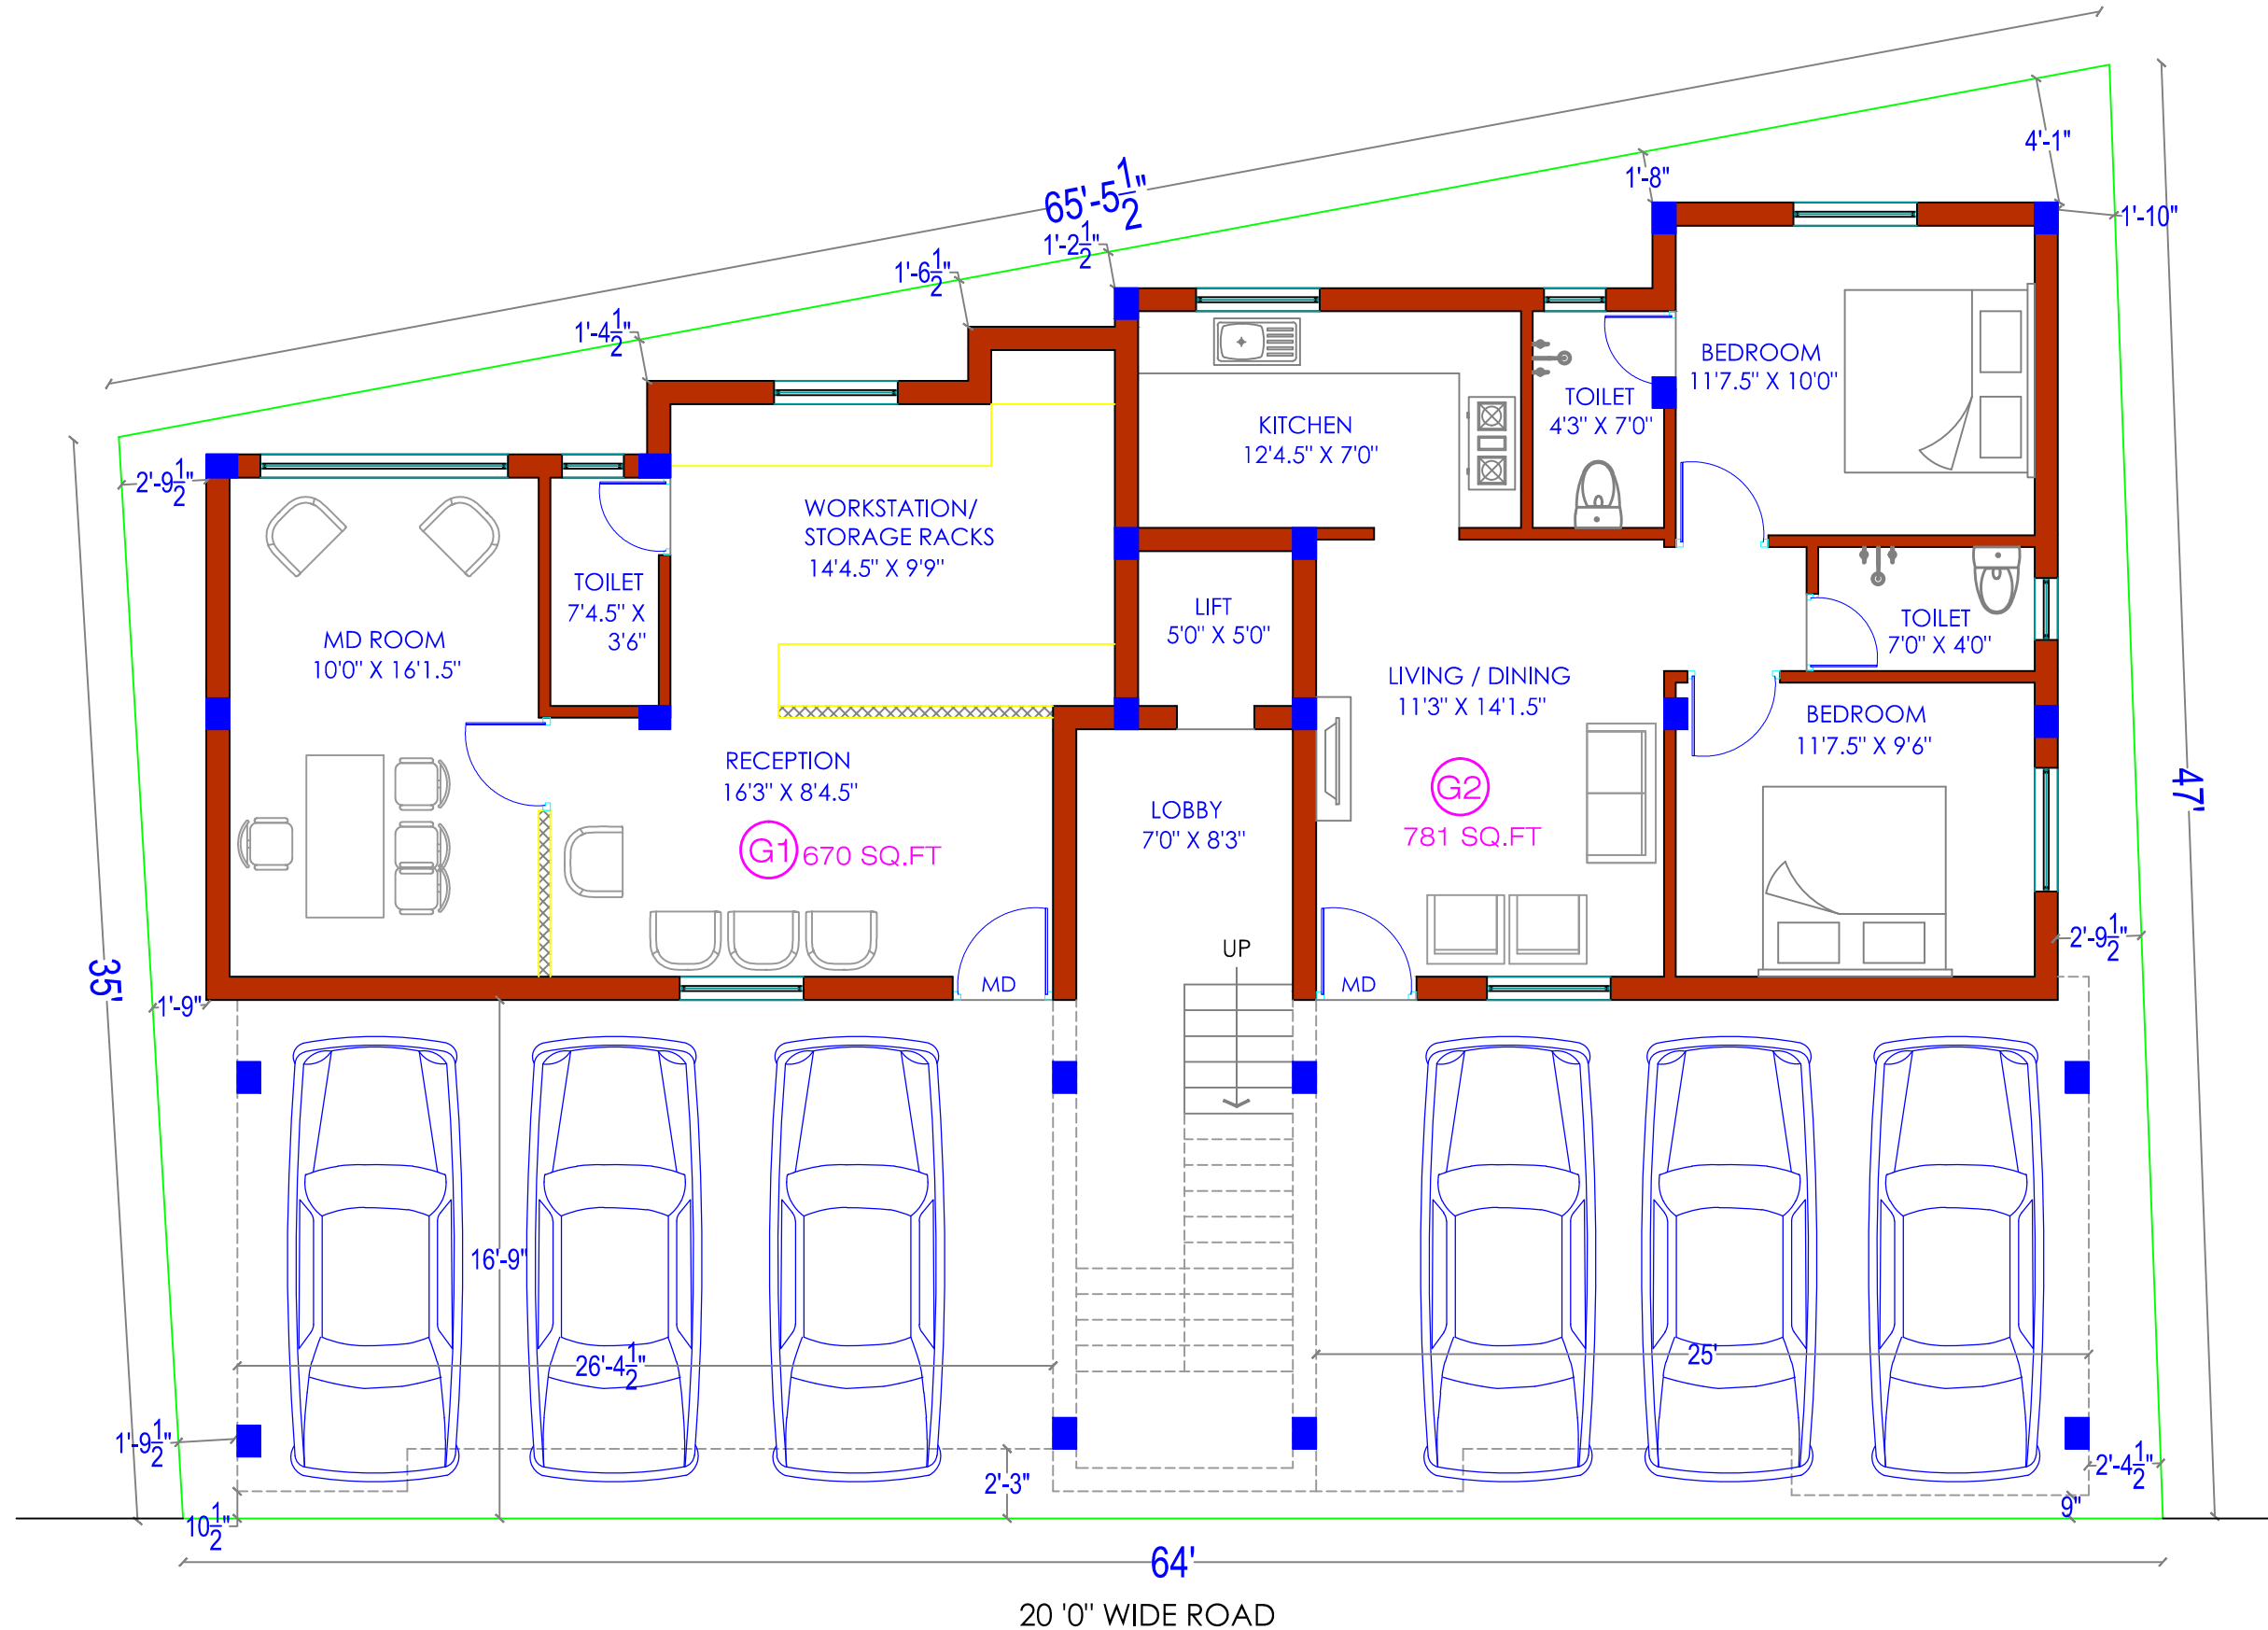 65'-5 1/2"
4'-1"
1'-8"
1'-10"
1'-2 1/2"
1'-6 1/2"
1'-4 1/2"
2'-9 1/2"
BEDROOM
11'7.5" X 10'0"
TOILET
4'3" X 7'0"
KITCHEN
12'4.5" X 7'0"
WORKSTATION/
STORAGE RACKS
14'4.5" X 9'9"
TOILET
7'4.5" X
3'6"
MD ROOM
10'0" X 16'1.5"
LIFT
5'0" X 5'0"
TOILET
7'0" X 4'0"
LIVING / DINING
11'3" X 14'1.5"
BEDROOM
11'7.5" X 9'6"
RECEPTION
16'3" X 8'4.5"
G1 670 SQ.FT
LOBBY
7'0" X 8'3"
G2
781 SQ.FT
47'
35'
2'-9 1/2"
UP
MD
MD
1'-9"
16'-9"
26'-4 1/2"
25'
1'-9 1/2"
2'-3"
2'-4 1/2"
10 1/2"
9"
64'
20 '0" WIDE ROAD